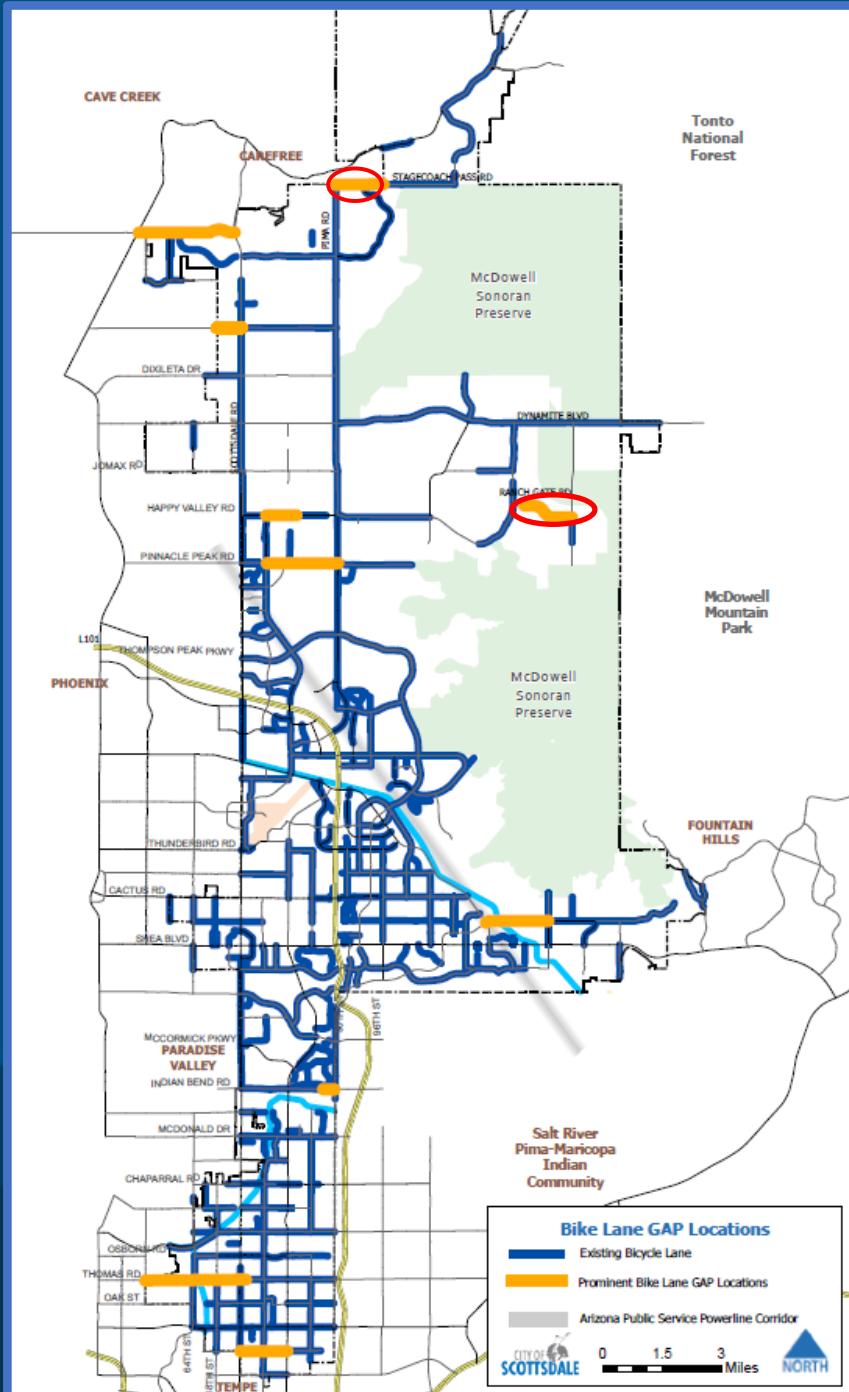 CAVE CREEK
Tonto
National
Forest
CAREFREE
STAGECOACH PASS RD
PIMA RD
McDowell
Sonoran
Preserve
DIXILETA DR
SCOTTSDALE RD
DYNAMITE BLVD
JOMAX RD
RANCH GATE RD
HAPPY VALLEY RD
PINNACLE PEAK RD
McDowell
Mountain
Park
L101
THOMPSON PEAK PKWY
PHOENIX
McDowell
Sonoran
Preserve
FOUNTAIN
HILLS
THUNDERBIRD RD
CACTUS RD
SHEA BLVD
96TH ST
MCCORMICK PKWY
PARADISE
VALLEY
INDIAN BEND RD
MCDONALD DR
Salt River
Pima-Maricopa
Indian
Community
CHAPARRAL RD
OSBORN RD
THOMAS RD
OAK ST
64TH ST
68TH ST
TEMPE
Bike Lane GAP Locations
Existing Bicycle Lane
Prominent Bike Lane GAP Locations
Arizona Public Service Powerline Corridor
CITY OF
SCOTTSDALE
0 1.5 3
Miles
NORTH